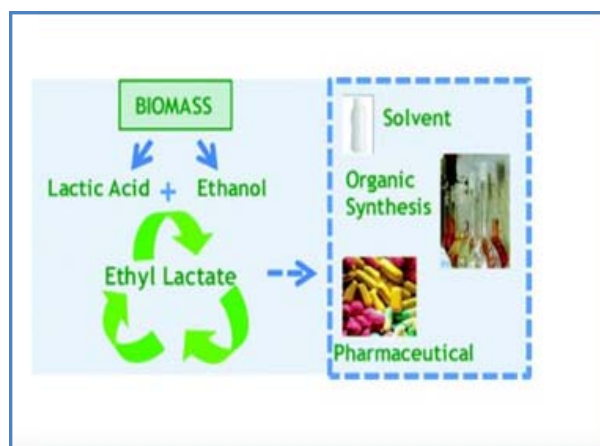 BIOMASS
Lactic Acid + Ethanol
Ethyl Lactate
Solvent
Organic
Synthesis
Pharmaceutical